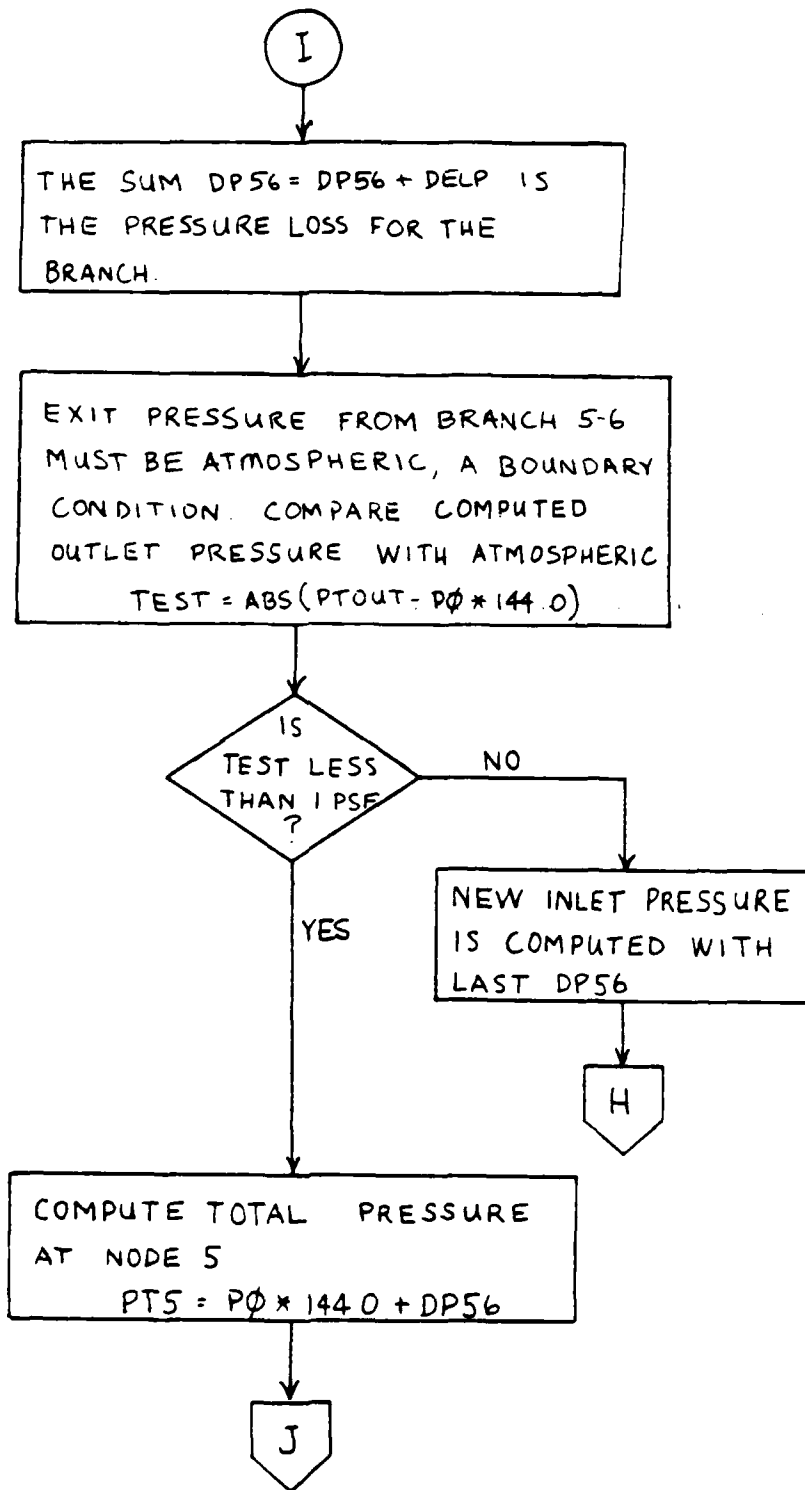 I
THE SUM DP56 = DP56 + DELP IS
THE PRESSURE LOSS FOR THE
BRANCH.
EXIT PRESSURE FROM BRANCH 5-6
MUST BE ATMOSPHERIC, A BOUNDARY
CONDITION. COMPARE COMPUTED
OUTLET PRESSURE WITH ATMOSPHERIC
TEST = ABS(PTOUT - PØ * 144.0)
IS
TEST LESS
THAN 1 PSF
?
NO
YES
NEW INLET PRESSURE
IS COMPUTED WITH
LAST DP56
H
COMPUTE TOTAL PRESSURE
AT NODE 5
PT5 = PØ * 144 0 + DP56
J